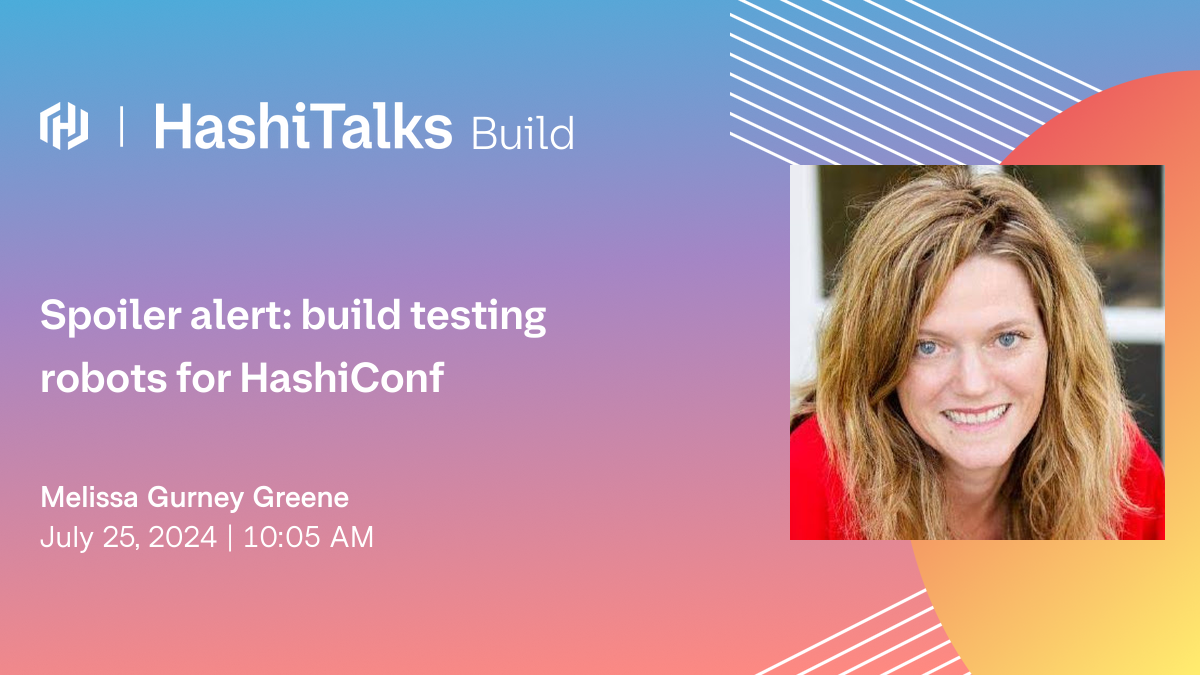 HashiTalks Build
Spoiler alert: build testing
robots for HashiConf
Melissa Gurney Greene
July 25, 2024 | 10:05 AM